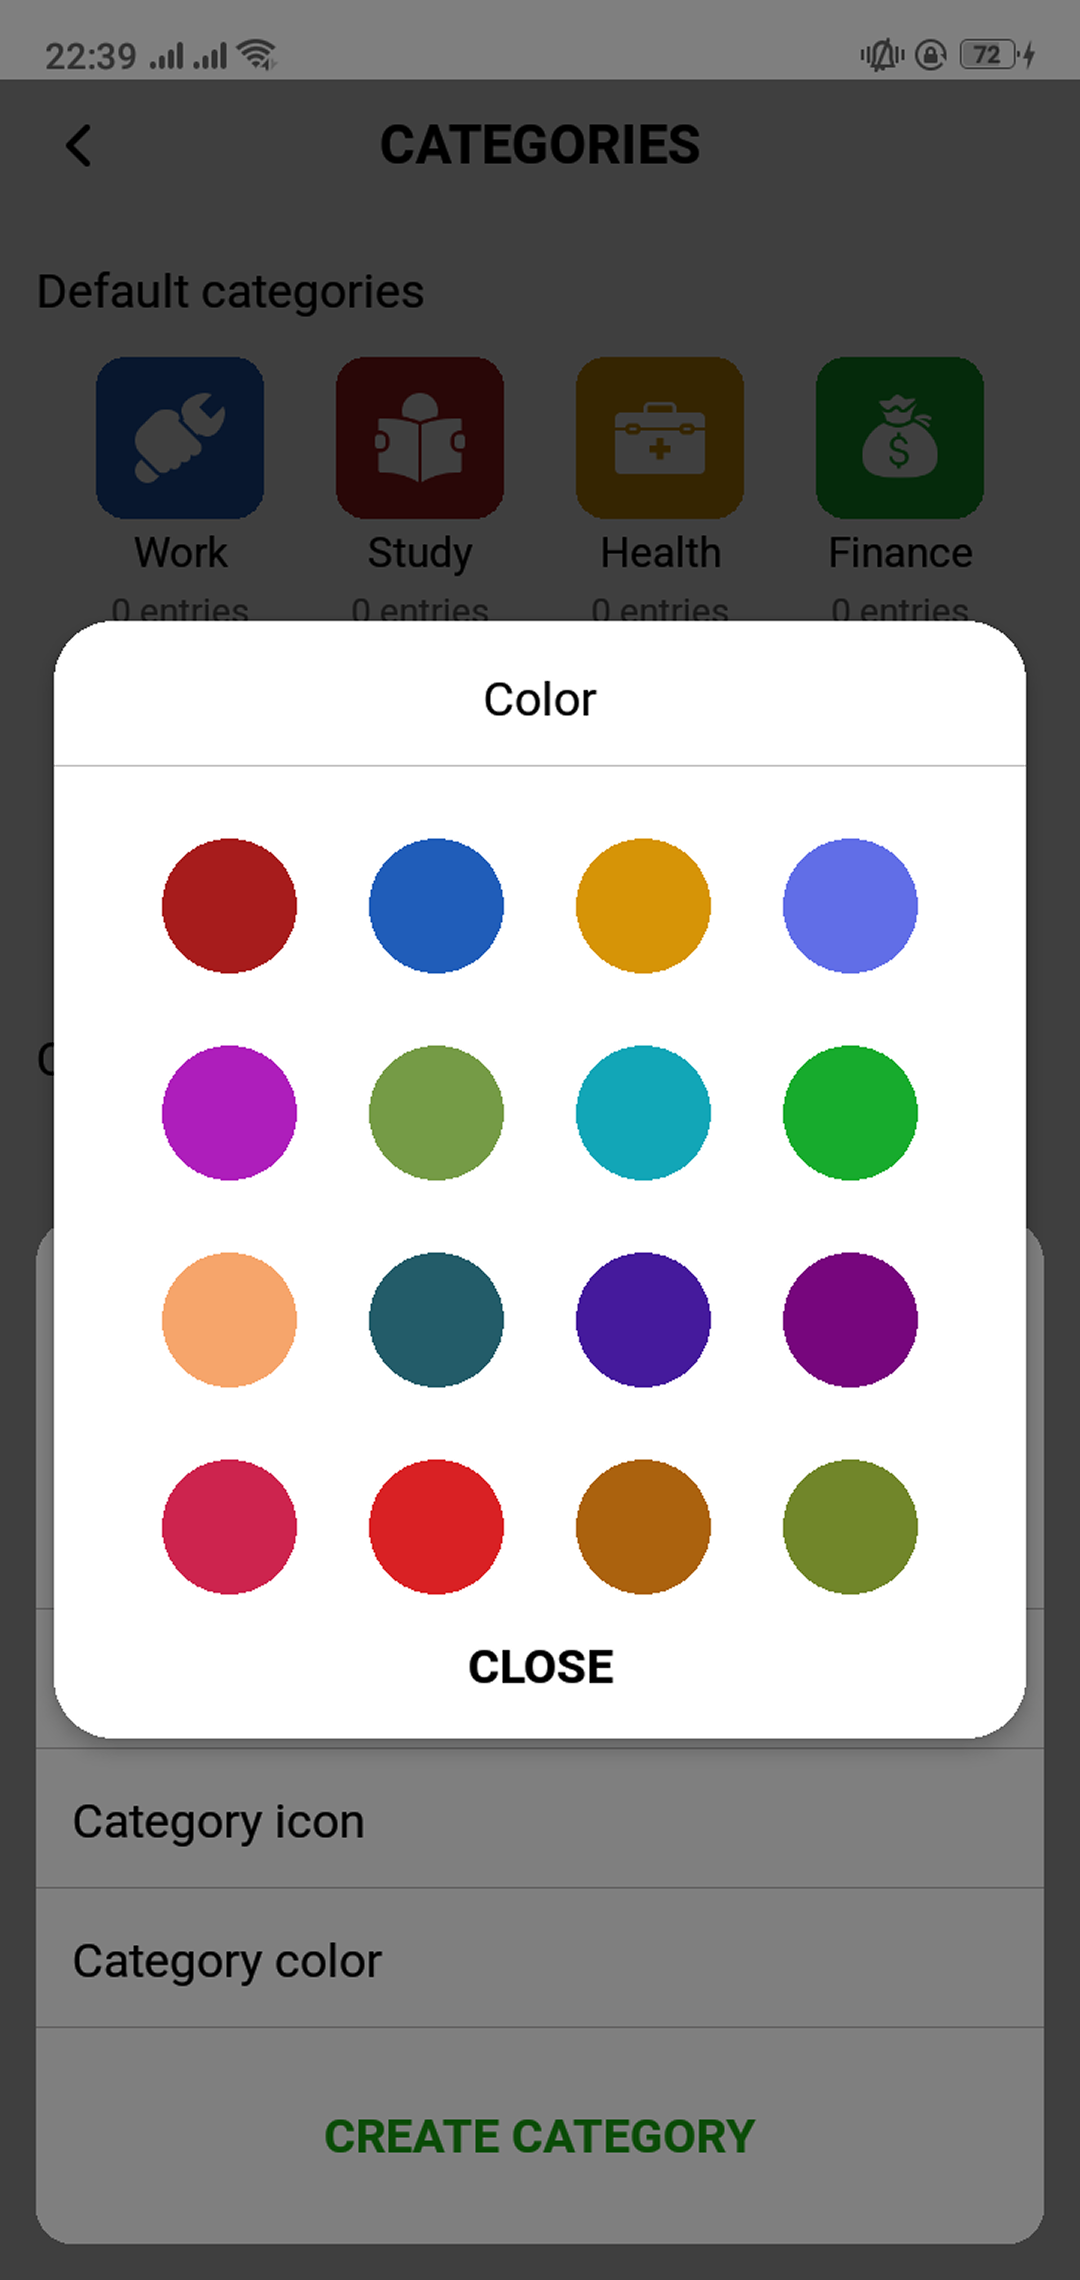 22:39
72
CATEGORIES
Default categories
Work Study Health Finance
0 entries 0 entries 0 entries 0 entries
Color
CLOSE
Category icon
Category color
CREATE CATEGORY